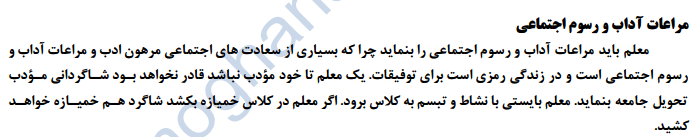 مراعات آداب و رسوم اجتماعی
معلم باید مراعات آداب و رسوم اجتماعی را بنماید چرا که بسیاری از سعادت های اجتماعی مرهون ادب و مراعات آداب و
رسوم اجتماعی است و در زندگی رمزی است برای توفیقات. یک معلم تا خود مؤدب نباشد قادر نخواهد بود شاگردانی مؤدب
تحویل جامعه بنماید. معلم بایستی با نشاط و تبسم به کلاس برود. اگر معلم در کلاس خمیازه بکشد شاگرد هم خمیازه خواهد
کشید.